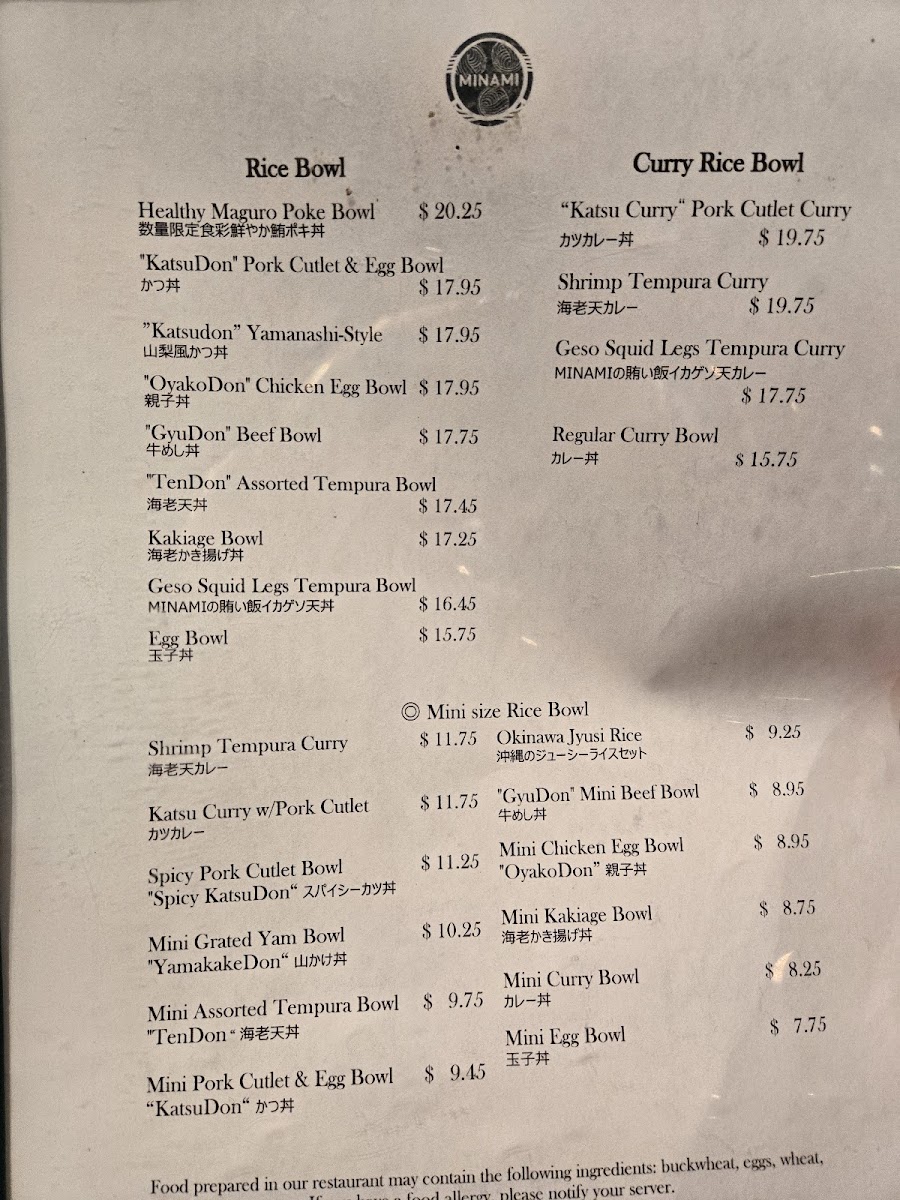 MINAMI
Rice Bowl
Healthy Maguro Poke Bowl $ 20.25
数量限定食彩鮮やか鮪ポキ丼
"KatsuDon" Pork Cutlet & Egg Bowl
かつ丼 $ 17.95
”Katsudon” Yamanashi-Style $ 17.95
山梨風かつ丼
"OyakoDon" Chicken Egg Bowl $ 17.95
親子丼
"GyuDon" Beef Bowl $ 17.75
牛めし丼
"TenDon" Assorted Tempura Bowl
海老天丼 $ 17.45
Kakiage Bowl $ 17.25
海老かき揚げ丼
Geso Squid Legs Tempura Bowl
MINAMIの賄い飯イカゲソ天丼 $ 16.45
Egg Bowl $ 15.75
玉子丼
Curry Rice Bowl
“Katsu Curry“ Pork Cutlet Curry
カツカレー丼 $ 19.75
Shrimp Tempura Curry
海老天カレー $ 19.75
Geso Squid Legs Tempura Curry
MINAMIの賄い飯イカゲソ天カレー
$ 17.75
Regular Curry Bowl
カレー丼 $ 15.75
◎ Mini size Rice Bowl
Shrimp Tempura Curry $ 11.75
海老天カレー
Katsu Curry w/Pork Cutlet $ 11.75
カツカレー
Spicy Pork Cutlet Bowl $ 11.25
"Spicy KatsuDon“ スパイシーカツ丼
Mini Grated Yam Bowl $ 10.25
"YamakakeDon“ 山かけ丼
Mini Assorted Tempura Bowl $ 9.75
"TenDon“ 海老天丼
Mini Pork Cutlet & Egg Bowl $ 9.45
“KatsuDon“ かつ丼
Okinawa Jyusi Rice $ 9.25
沖縄のジューシーライスセット
"GyuDon" Mini Beef Bowl $ 8.95
牛めし丼
Mini Chicken Egg Bowl $ 8.95
"OyakoDon” 親子丼
Mini Kakiage Bowl $ 8.75
海老かき揚げ丼
Mini Curry Bowl $ 8.25
カレー丼
Mini Egg Bowl $ 7.75
玉子丼
Food prepared in our restaurant may contain the following ingredients: buckwheat, eggs, wheat,
If you have a food allergy, please notify your server.